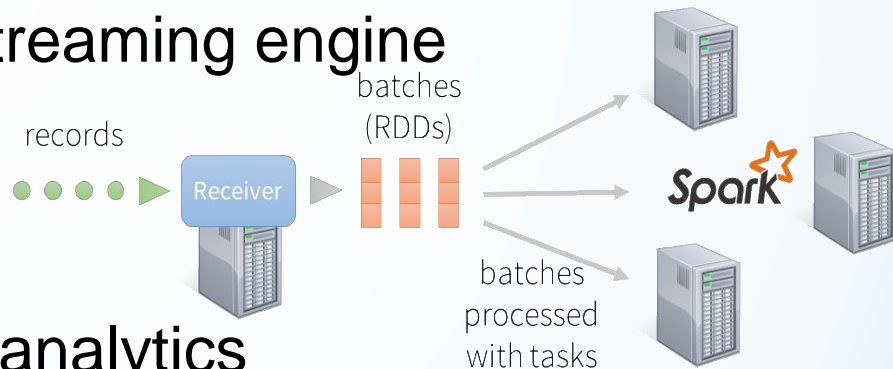 treaming engine
batches
(RDDs)
records
Receiver
Spark
batches
processed
with tasks
analytics